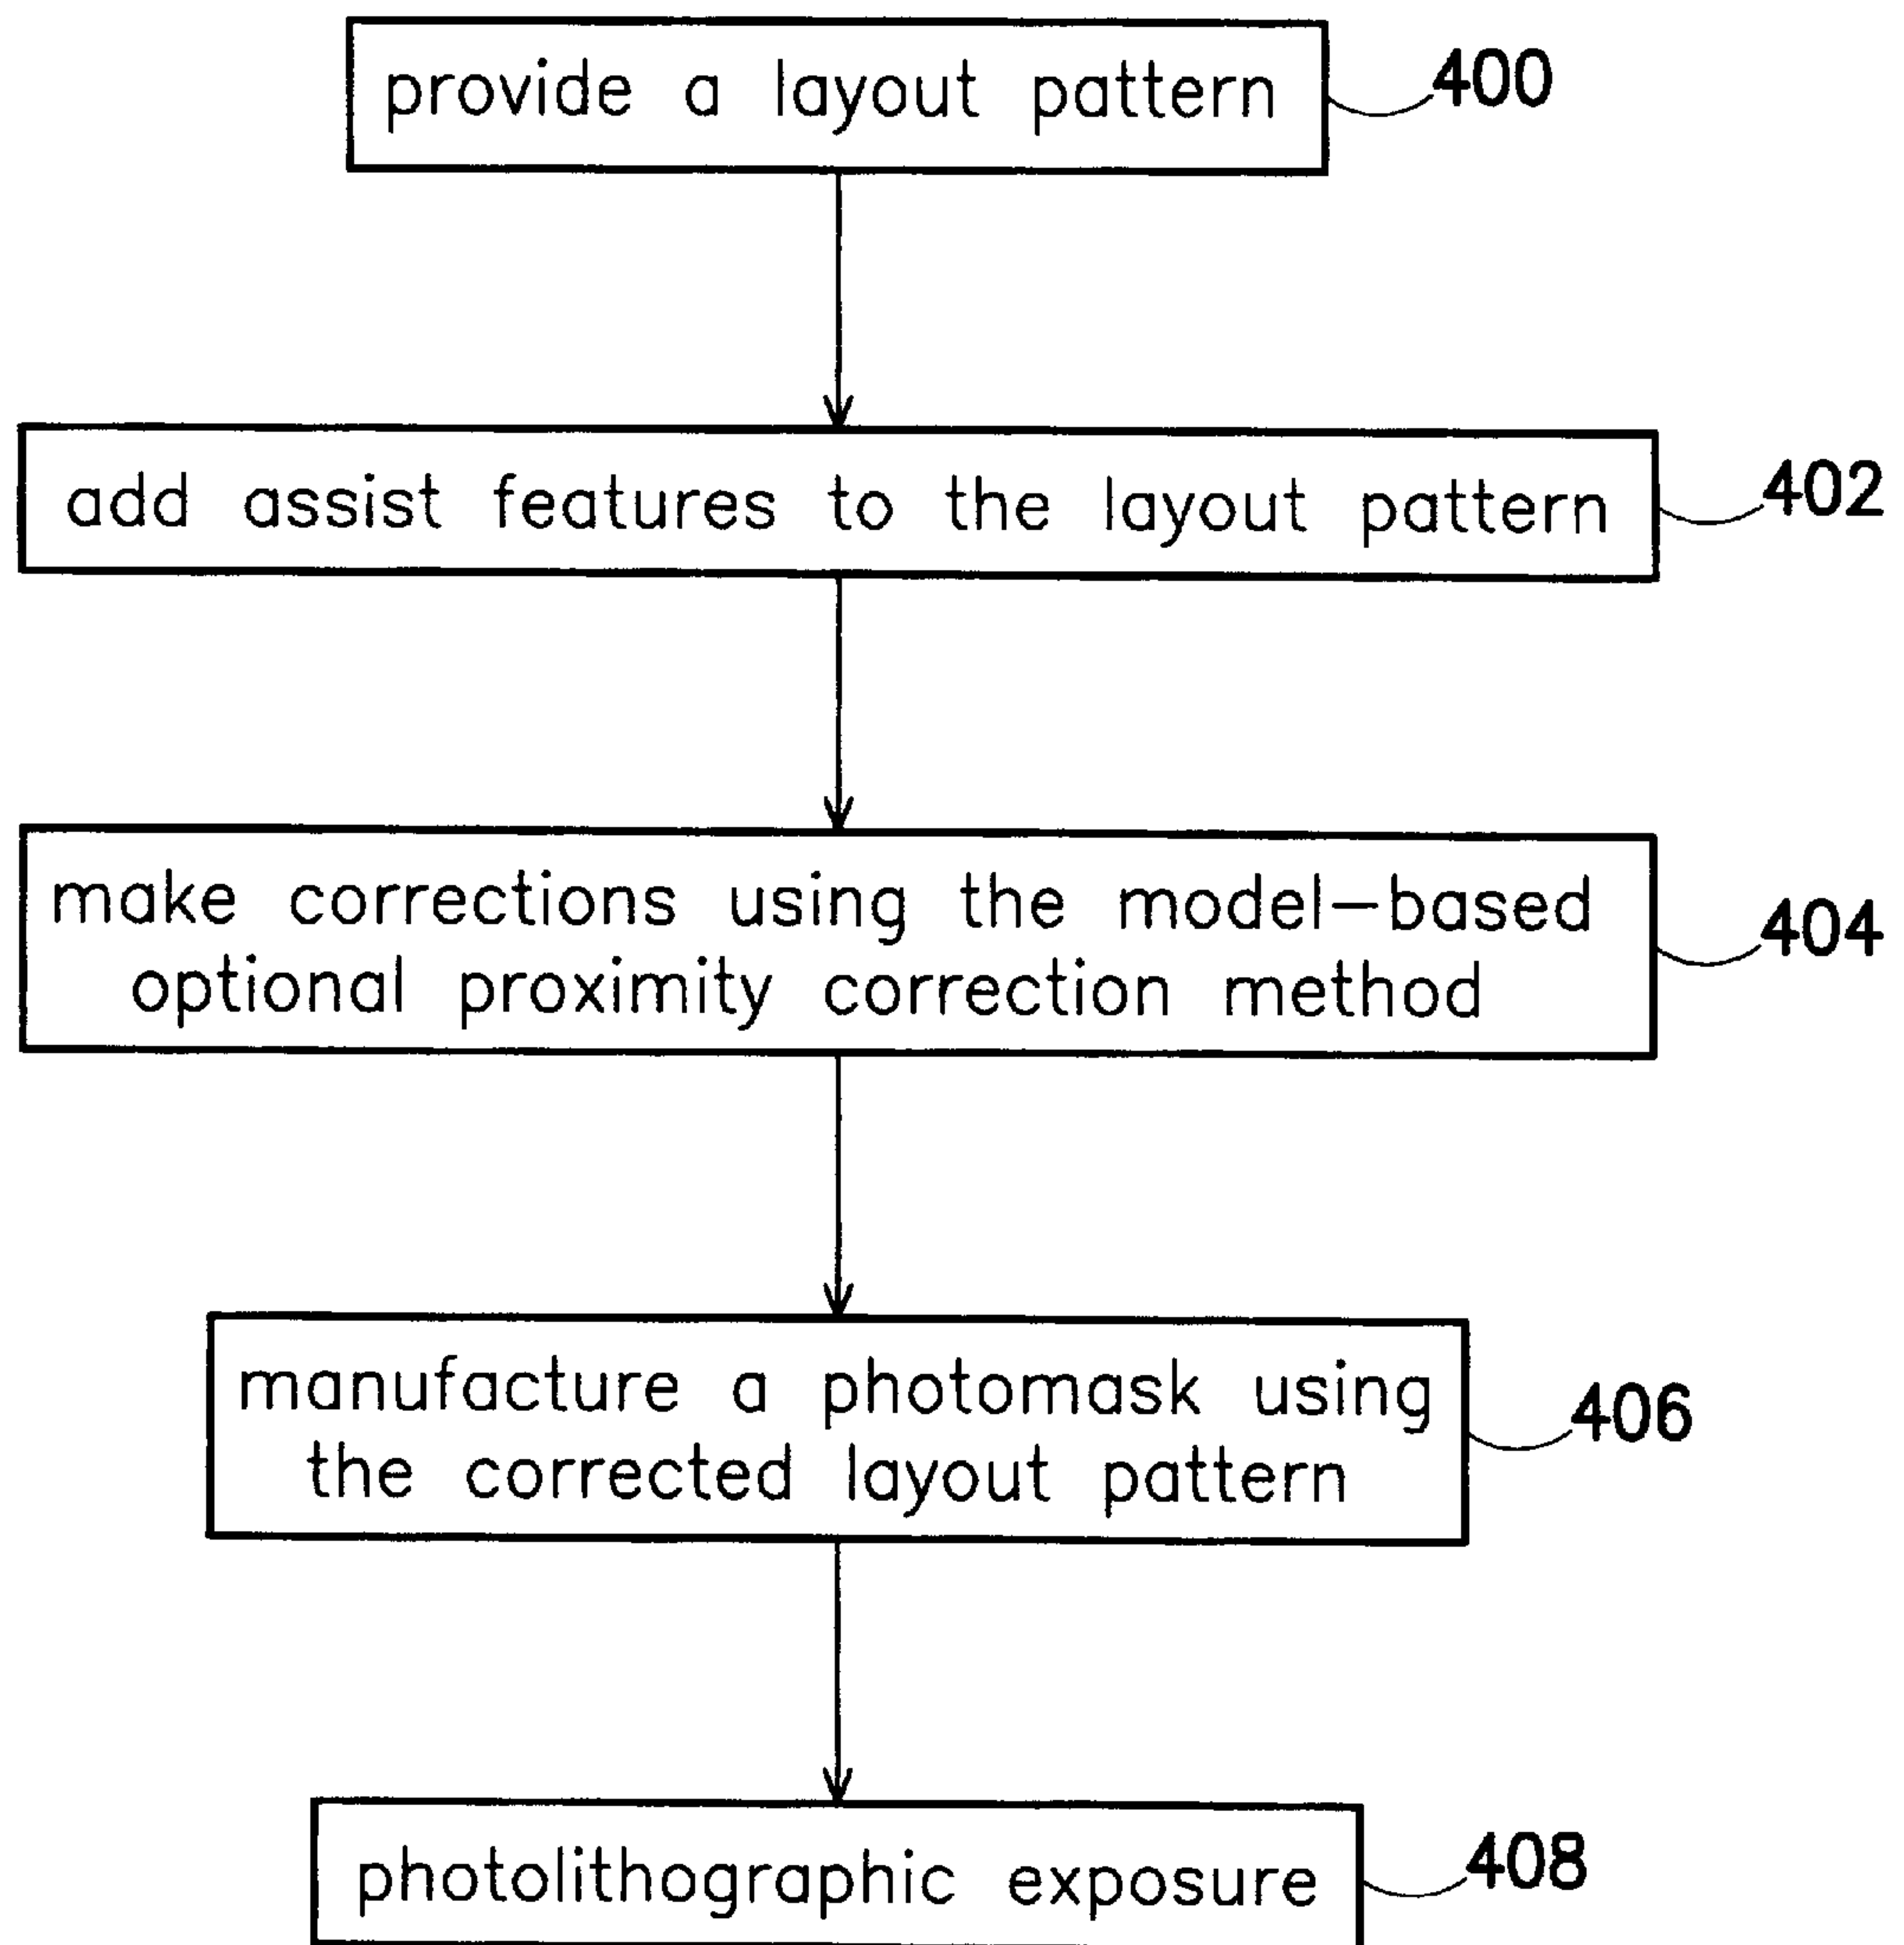 provide a layout pattern
400
add assist features to the layout pattern
402
make corrections using the model-based
optional proximity correction method
404
manufacture a photomask using
the corrected layout pattern
406
photolithographic exposure
408